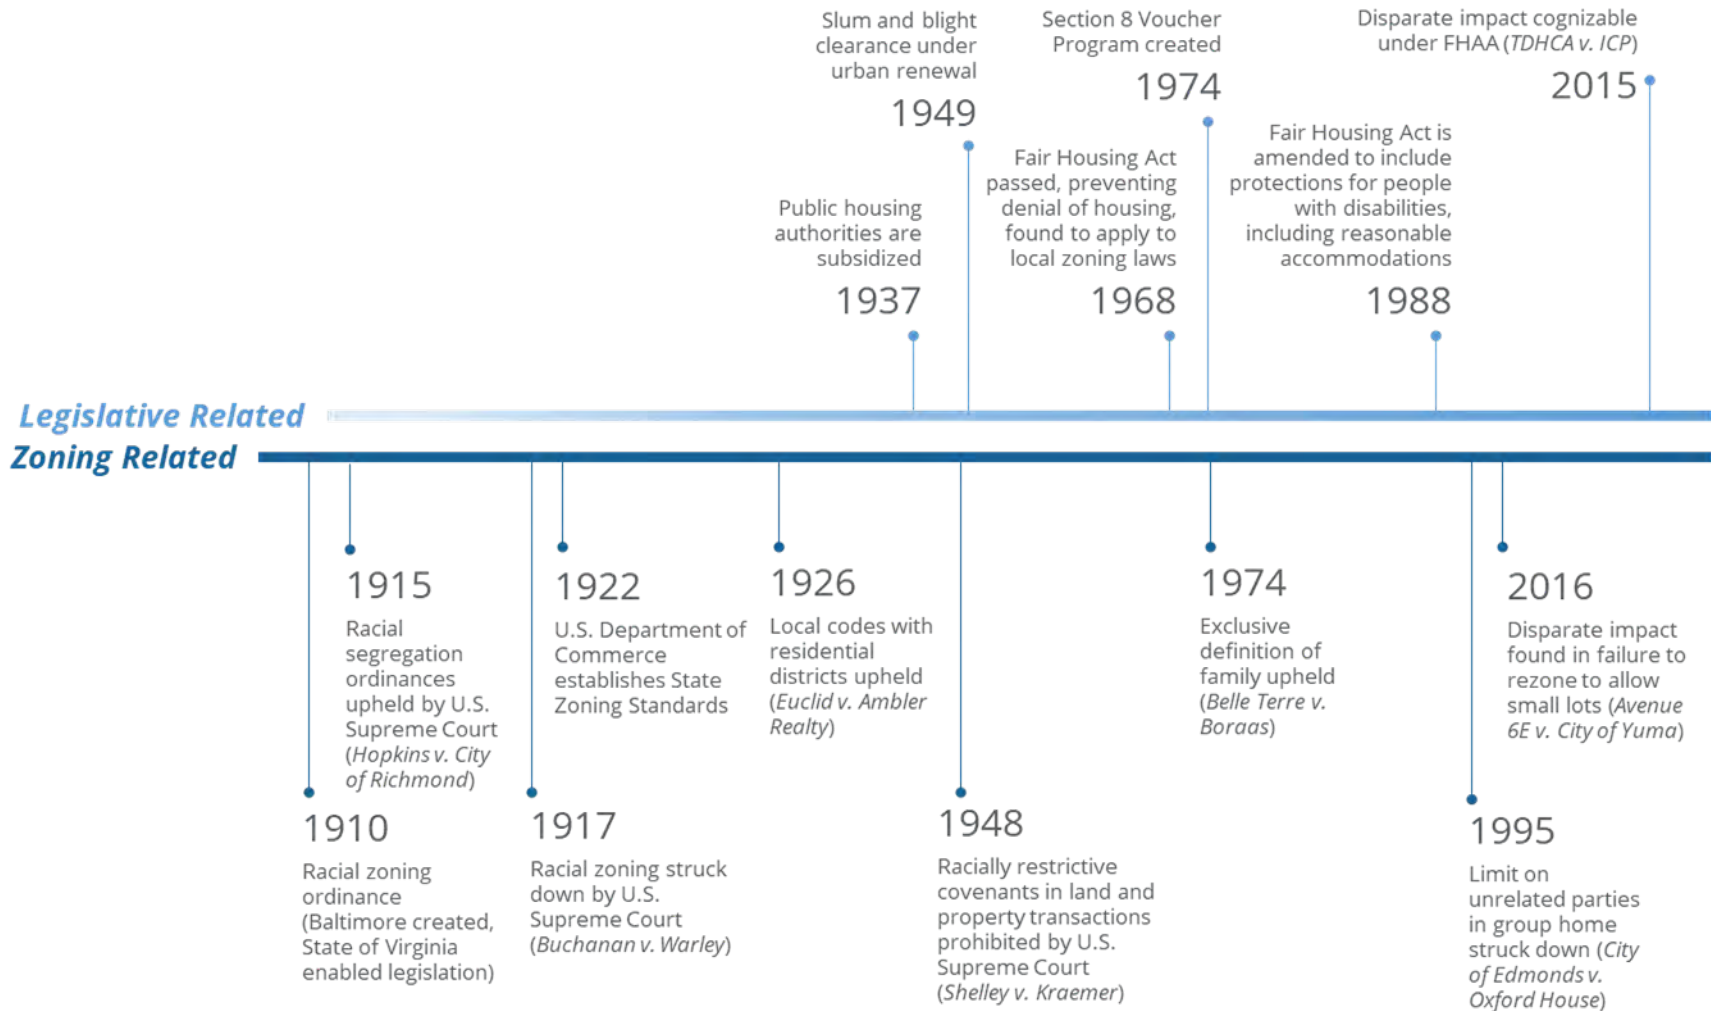 Slum and blight
clearance under
urban renewal
1949
Section 8 Voucher
Program created
1974
Disparate impact cognizable
under FHAA (TDHCA v. ICP)
2015
Public housing
authorities are
subsidized
1937
Fair Housing Act
passed, preventing
denial of housing,
found to apply to
local zoning laws
1968
Fair Housing Act is
amended to include
protections for people
with disabilities,
including reasonable
accommodations
1988
Legislative Related
Zoning Related
1915
Racial
segregation
ordinances
upheld by U.S.
Supreme Court
(Hopkins v. City
of Richmond)
1922
U.S. Department of
Commerce
establishes State
Zoning Standards
1926
Local codes with
residential
districts upheld
(Euclid v. Ambler
Realty)
1974
Exclusive
definition of
family upheld
(Belle Terre v.
Boraas)
2016
Disparate impact
found in failure to
rezone to allow
small lots (Avenue
6E v. City of Yuma)
1910
Racial zoning
ordinance
(Baltimore created,
State of Virginia
enabled legislation)
1917
Racial zoning struck
down by U.S.
Supreme Court
(Buchanan v. Warley)
1948
Racially restrictive
covenants in land and
property transactions
prohibited by U.S.
Supreme Court
(Shelley v. Kraemer)
1995
Limit on
unrelated parties
in group home
struck down (City
of Edmonds v.
Oxford House)